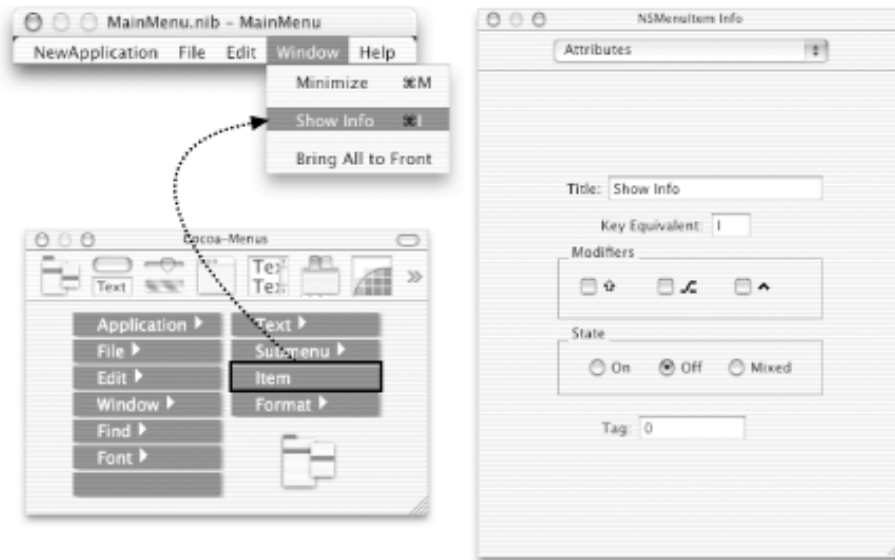 MainMenu.nib – MainMenu
NewApplication File Edit Window Help
Minimize ⌘M
Show Info ⌘I
Bring All to Front
Cocoa-Menus
Text
Text
Text
Application
Text
File
Submenu
Edit
Item
Window
Format
Find
Font
NSMenuItem Info
Attributes
Title: Show Info
Key Equivalent: I
Modifiers
State
On Off Mixed
Tag: 0